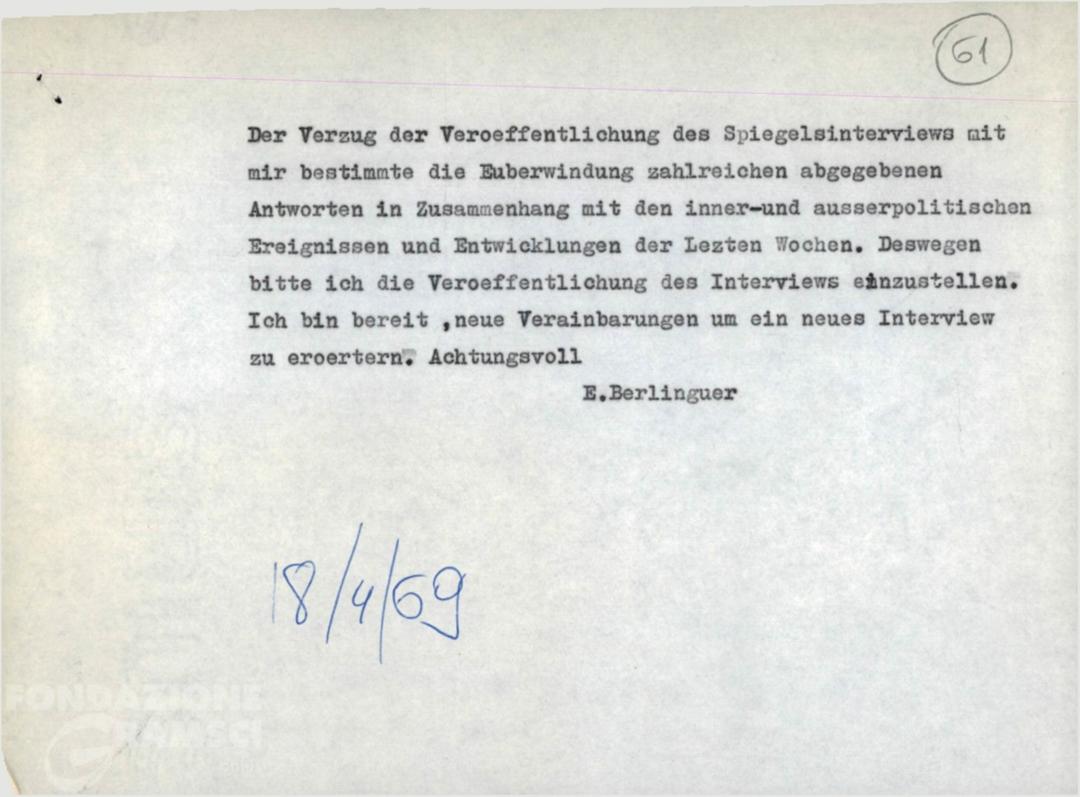 61
Der Verzug der Veroeffentlichung des Spiegelsinterviews mit
mir bestimmte die Euberwindung zahlreichen abgegebenen
Antworten in Zusammenhang mit den inner-und ausserpolitischen
Ereignissen und Entwicklungen der Lezten Wochen. Deswegen
bitte ich die Veroeffentlichung des Interviews einzustellen.
Ich bin bereit ,neue Verainbarungen um ein neues Interview
zu eroertern. Achtungsvoll
E.Berlinguer
18/4/69
FONDAZIONE
GRAMSCI